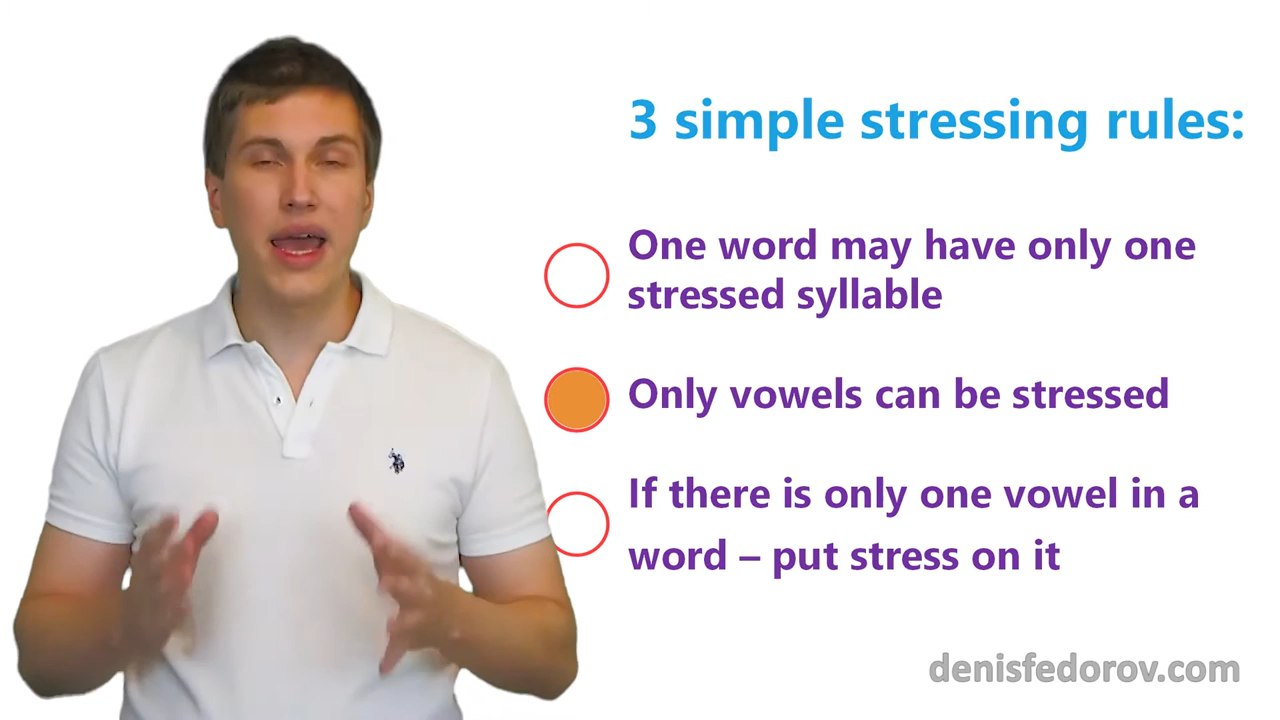 3 simple stressing rules:
One word may have only one
stressed syllable
Only vowels can be stressed
If there is only one vowel in a
word – put stress on it
denisfedorov.com